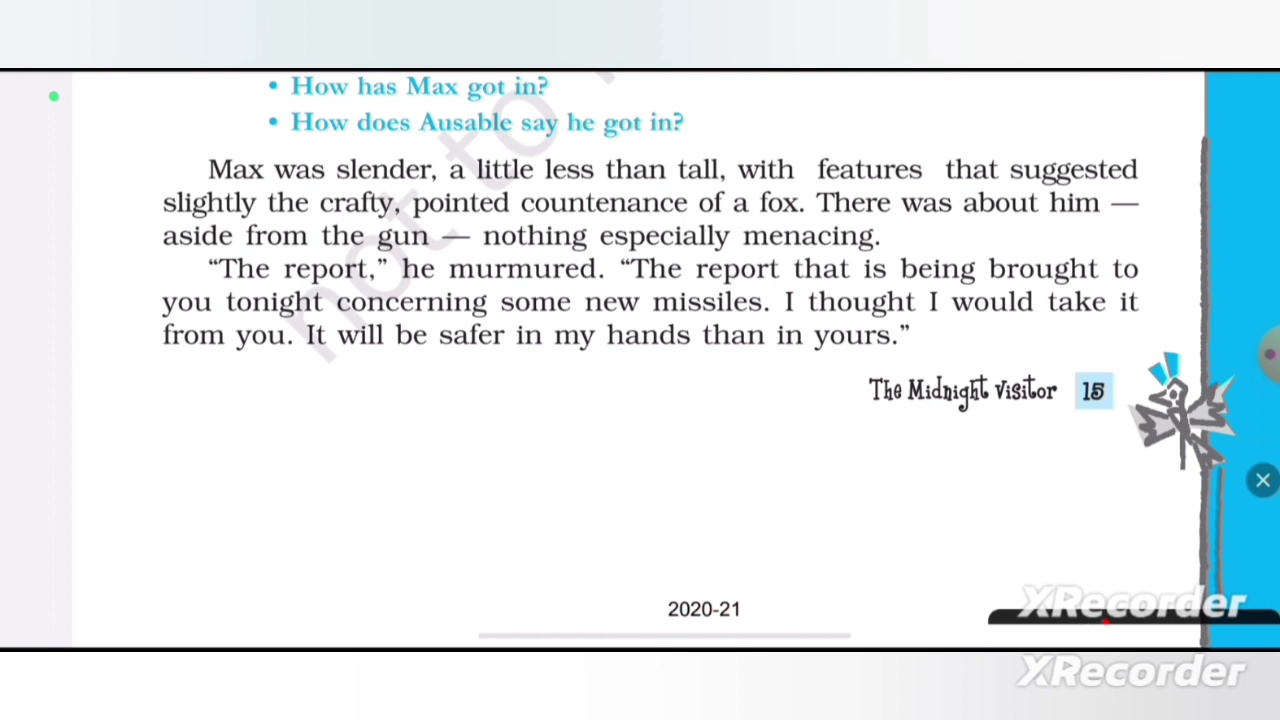 • How has Max got in?
• How does Ausable say he got in?
Max was slender, a little less than tall, with features that suggested
slightly the crafty, pointed countenance of a fox. There was about him —
aside from the gun — nothing especially menacing.
“The report,” he murmured. “The report that is being brought to
you tonight concerning some new missiles. I thought I would take it
from you. It will be safer in my hands than in yours.”
The Midnight Visitor 15
2020-21
XRecorder
XRecorder